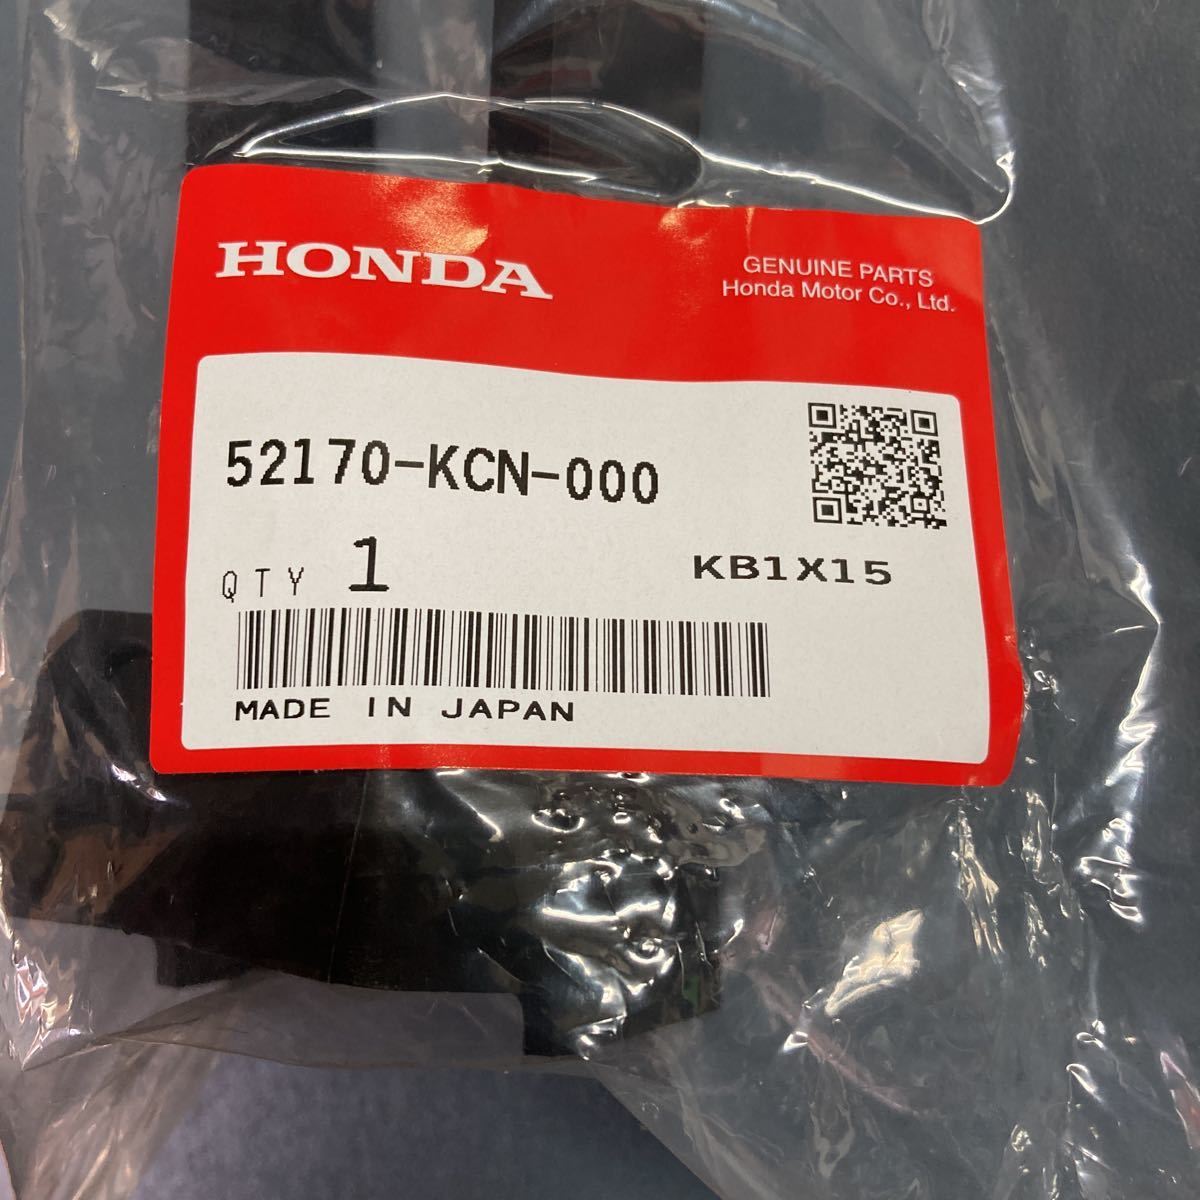 HONDA
GENUINE PARTS
Honda Motor Co., Ltd.
52170-KCN-000
QTY 1
KB1X15
MADE IN JAPAN